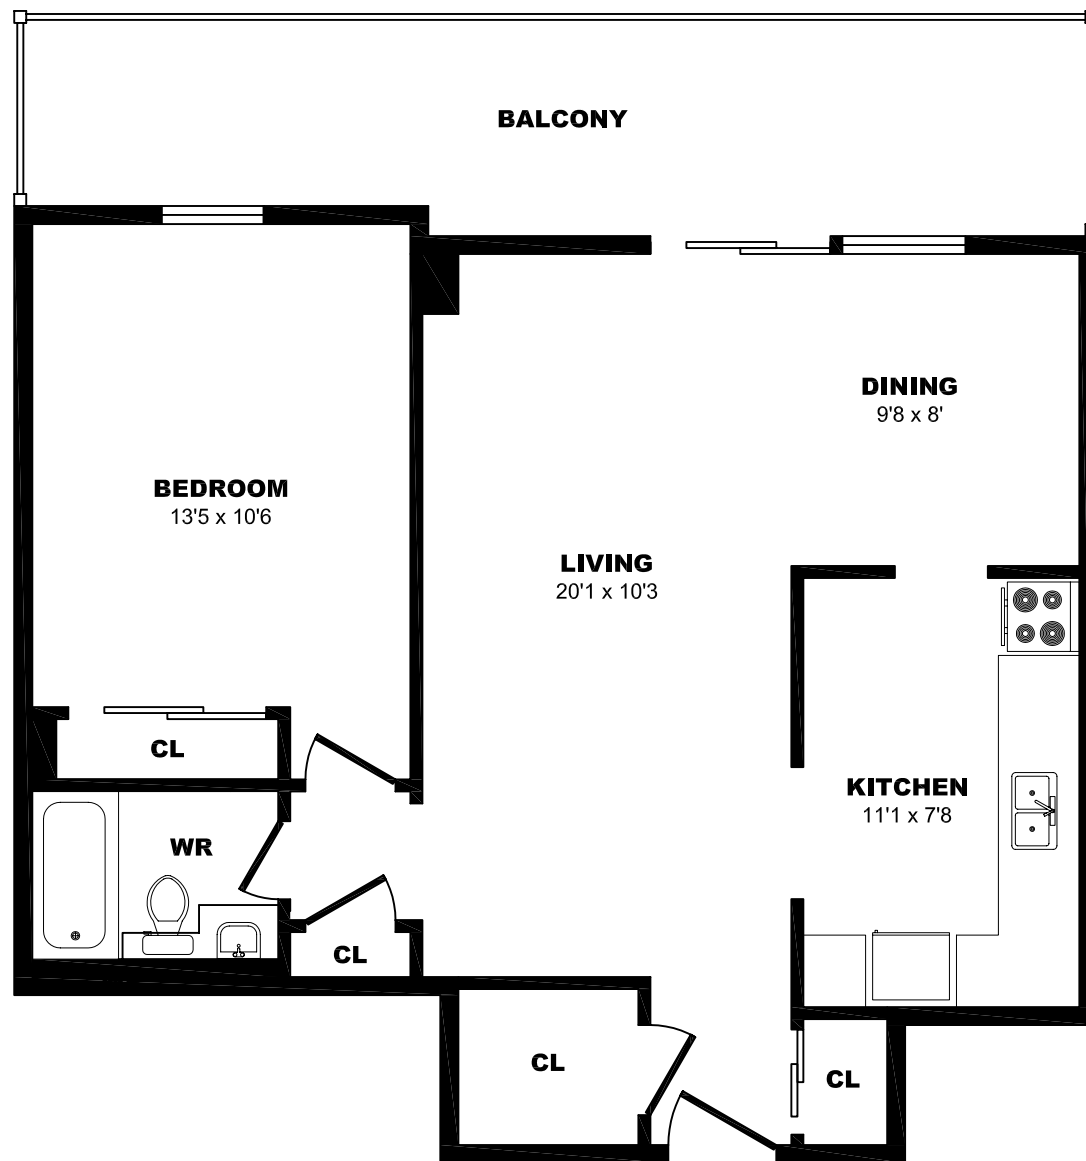 BALCONY
DINING
9'8 x 8'
BEDROOM
13'5 x 10'6
LIVING
20'1 x 10'3
CL
KITCHEN
11'1 x 7'8
WR
CL
CL
CL